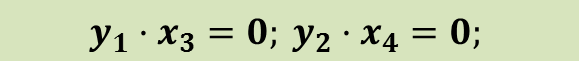 y₁ · x₃ = 0; y₂ · x₄ = 0;